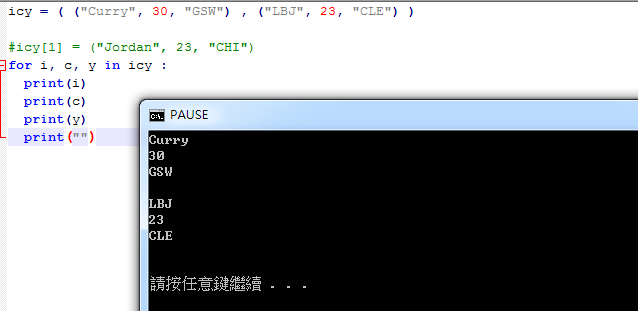 icy = ( ("Curry", 30, "GSW") , ("LBJ", 23, "CLE") )
#icy[1] = ("Jordan", 23, "CHI")
for i, c, y in icy :
print(i)
print(c)
print(y)
print("")
C:\. PAUSE
Curry
30
GSW
LBJ
23
CLE
請按任意鍵繼續 . . .